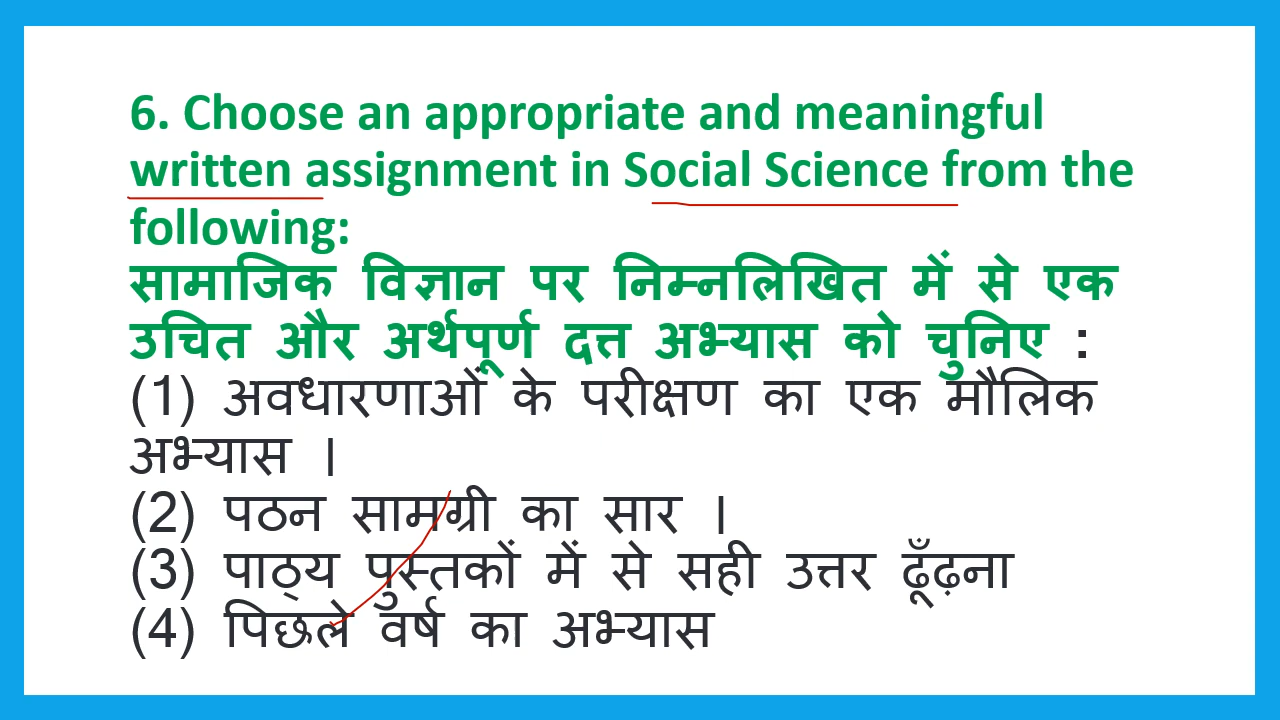 6. Choose an appropriate and meaningful
written assignment in Social Science from the
following:
सामाजिक विज्ञान पर निम्नलिखित में से एक
उचित और अर्थपूर्ण दत्त अभ्यास को चुनिए :
(1) अवधारणाओं के परीक्षण का एक मौलिक
अभ्यास ।
(2) पठन सामग्री का सार ।
(3) पाठ्य पुस्तकों में से सही उत्तर ढूँढ़ना
(4) पिछले वर्ष का अभ्यास